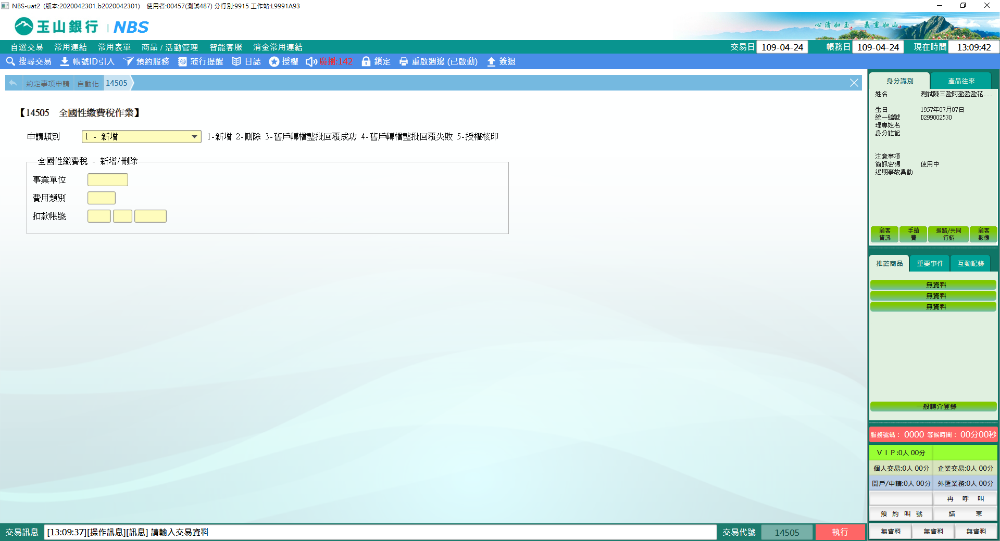 NBS-uat2 (版本:2020042301.b2020042301) 使用者:00457(測試487) 分行別:9915 工作站:L9991A93
玉山銀行 | NBS
心清如玉 義重如山
自選交易 常用連結 常用表單 商品 / 活動管理 智能客服 消金常用連結 交易日 109-04-24 帳務日 109-04-24 現在時間 13:09:42
搜尋交易 帳號ID引入 預約服務 蒞行提醒 日誌 授權 廣播:142 鎖定 重啟週邊 (已啟動) 簽退
約定事項申請 自動化 14505
【14505 全國性繳費稅作業】
申請類別 1 - 新增 1-新增 2-刪除 3-舊戶轉檔整批回覆成功 4-舊戶轉檔整批回覆失敗 5-授權核印
全國性繳費稅 - 新增/刪除
事業單位
費用類別
扣款帳號
身分識別 產品往來
姓名 測試陳三盈阿盈盈盈花...
生日 1957年07月07日
統一編號 D299002530
理專姓名
身分註記
注意事項
簡訊密碼 使用中
近期事故異動
顧客資訊 手續費 通路/共同行銷 顧客影像
推薦商品 重要事件 互動記錄
無資料
無資料
無資料
一般轉介登錄
服務號碼： 0000 等候時間： 00分00秒
ＶＩＰ:0人 00分
個人交易:0人 00分 企業交易:0人 00分
開戶/申請:0人 00分 外匯業務:0人 00分
再 呼 叫
預 約 叫 號 結 束
無資料 無資料 無資料
交易訊息 [13:09:37][操作訊息][訊息] 請輸入交易資料 交易代號 14505 執行